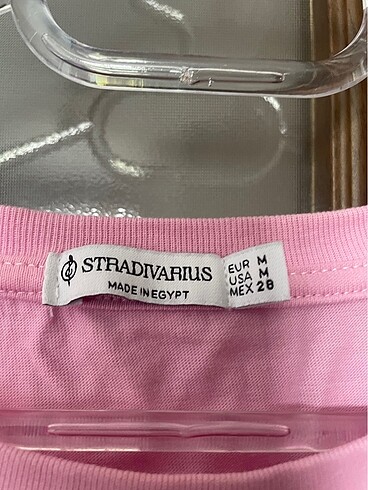 STRADIVARIUS
MADE IN EGYPT
EUR M
USA M
MEX 28